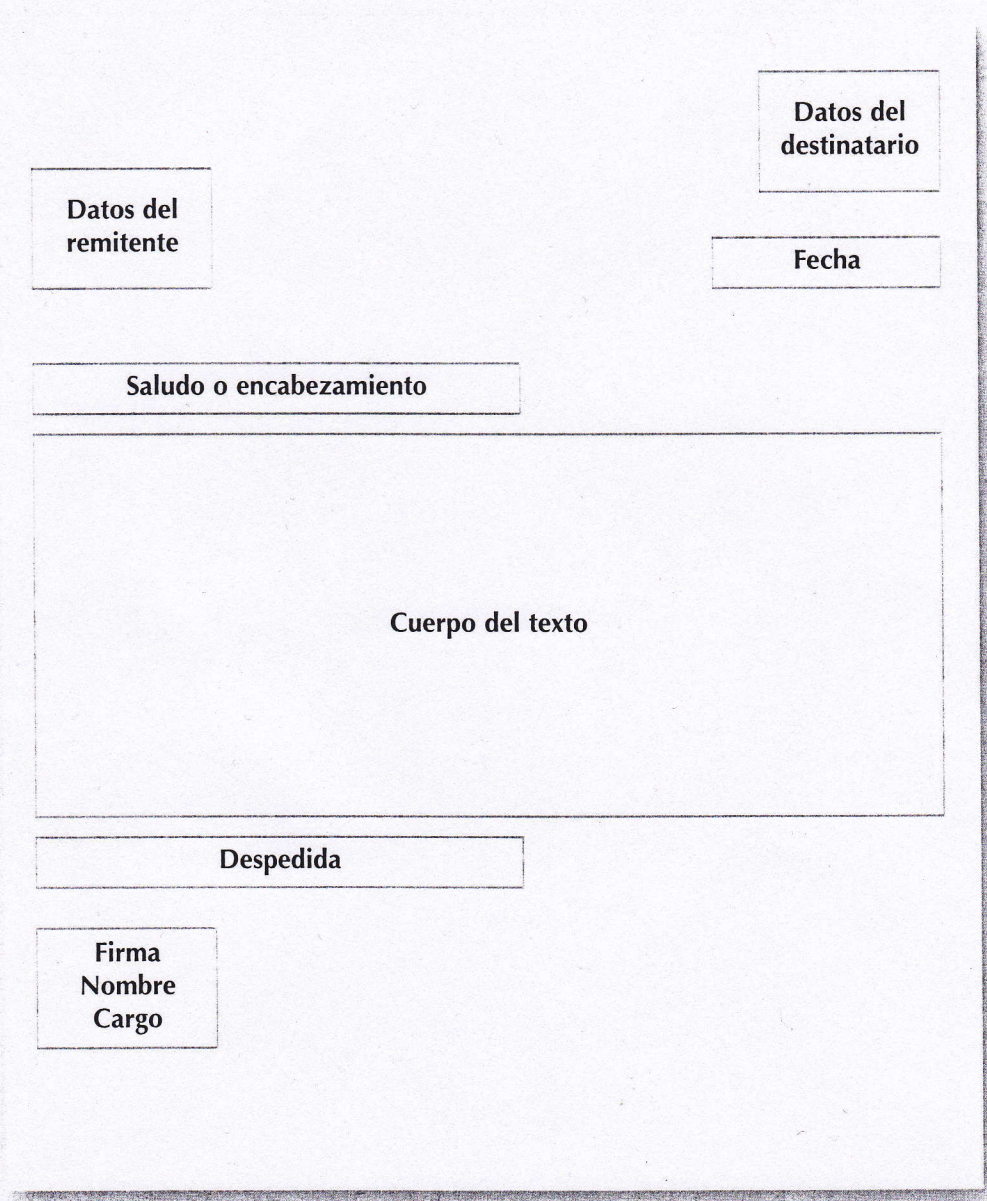 Datos del
destinatario
Datos del
remitente
Fecha
Saludo o encabezamiento
Cuerpo del texto
Despedida
Firma
Nombre
Cargo